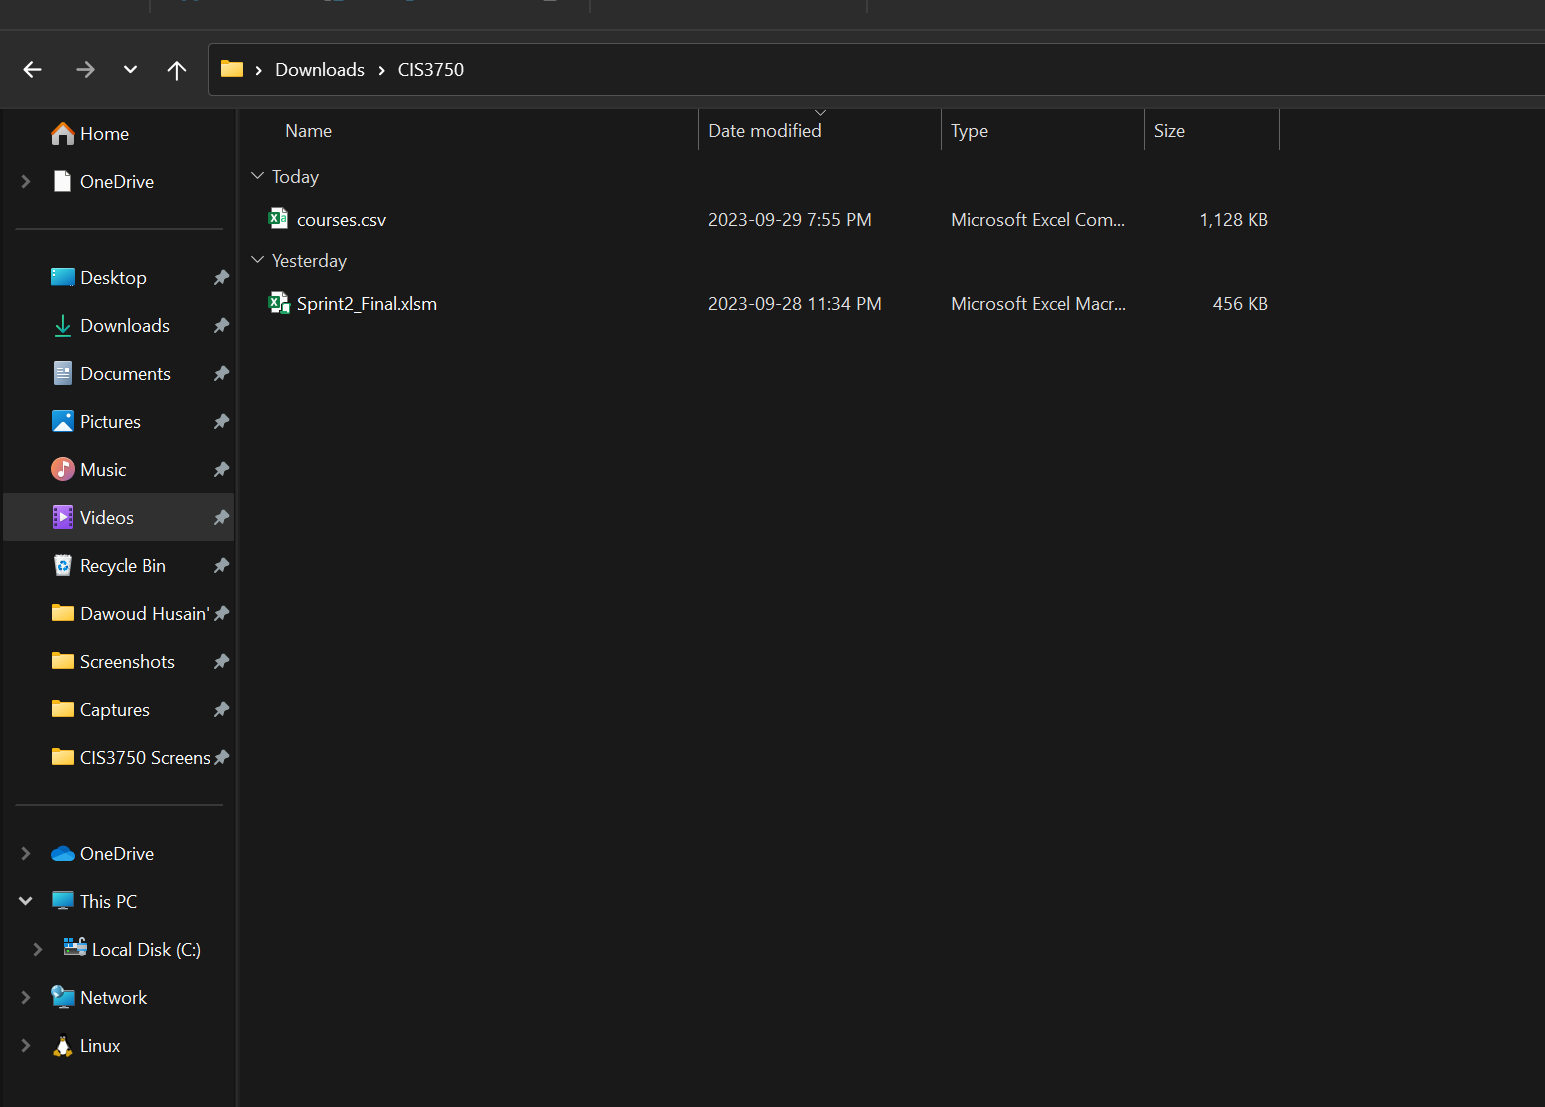 Downloads > CIS3750
Home
OneDrive
Desktop
Downloads
Documents
Pictures
Music
Videos
Recycle Bin
Dawoud Husain'
Screenshots
Captures
CIS3750 Screens
OneDrive
This PC
Local Disk (C:)
Network
Linux
Name Date modified Type Size
Today
courses.csv 2023-09-29 7:55 PM Microsoft Excel Com... 1,128 KB
Yesterday
Sprint2_Final.xlsm 2023-09-28 11:34 PM Microsoft Excel Macr... 456 KB